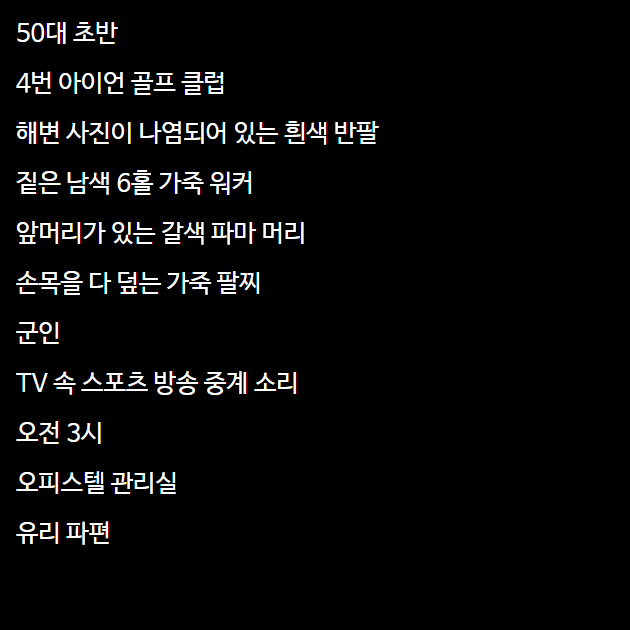 50대 초반
4번 아이언 골프 클럽
해변 사진이 나염되어 있는 흰색 반팔
짙은 남색 6홀 가죽 워커
앞머리가 있는 갈색 파마 머리
손목을 다 덮는 가죽 팔찌
군인
TV 속 스포츠 방송 중계 소리
오전 3시
오피스텔 관리실
유리 파편